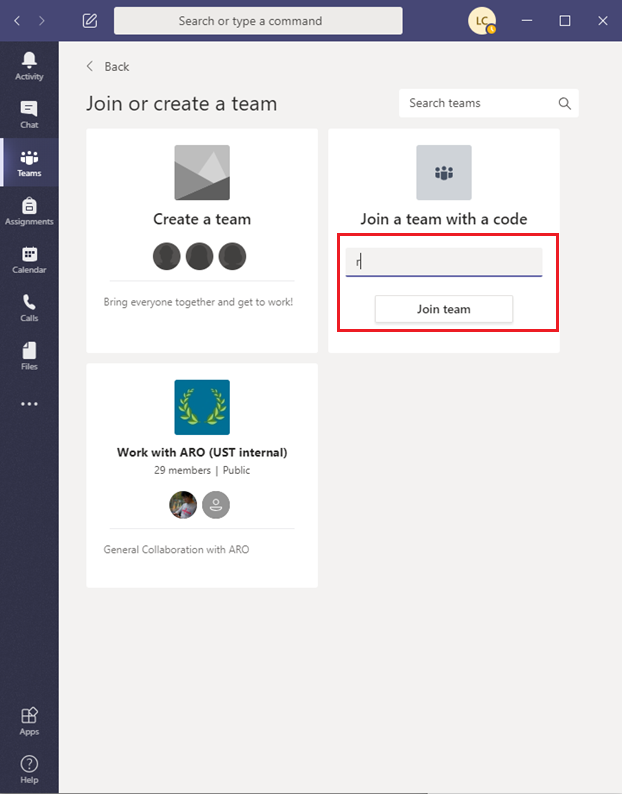 Search or type a command
LC
Back
Join or create a team
Search teams
Activity
Chat
Teams
Assignments
Calendar
Calls
Files
Apps
Help
Create a team
Bring everyone together and get to work!
Join a team with a code
r
Join team
Work with ARO (UST internal)
29 members | Public
General Collaboration with ARO